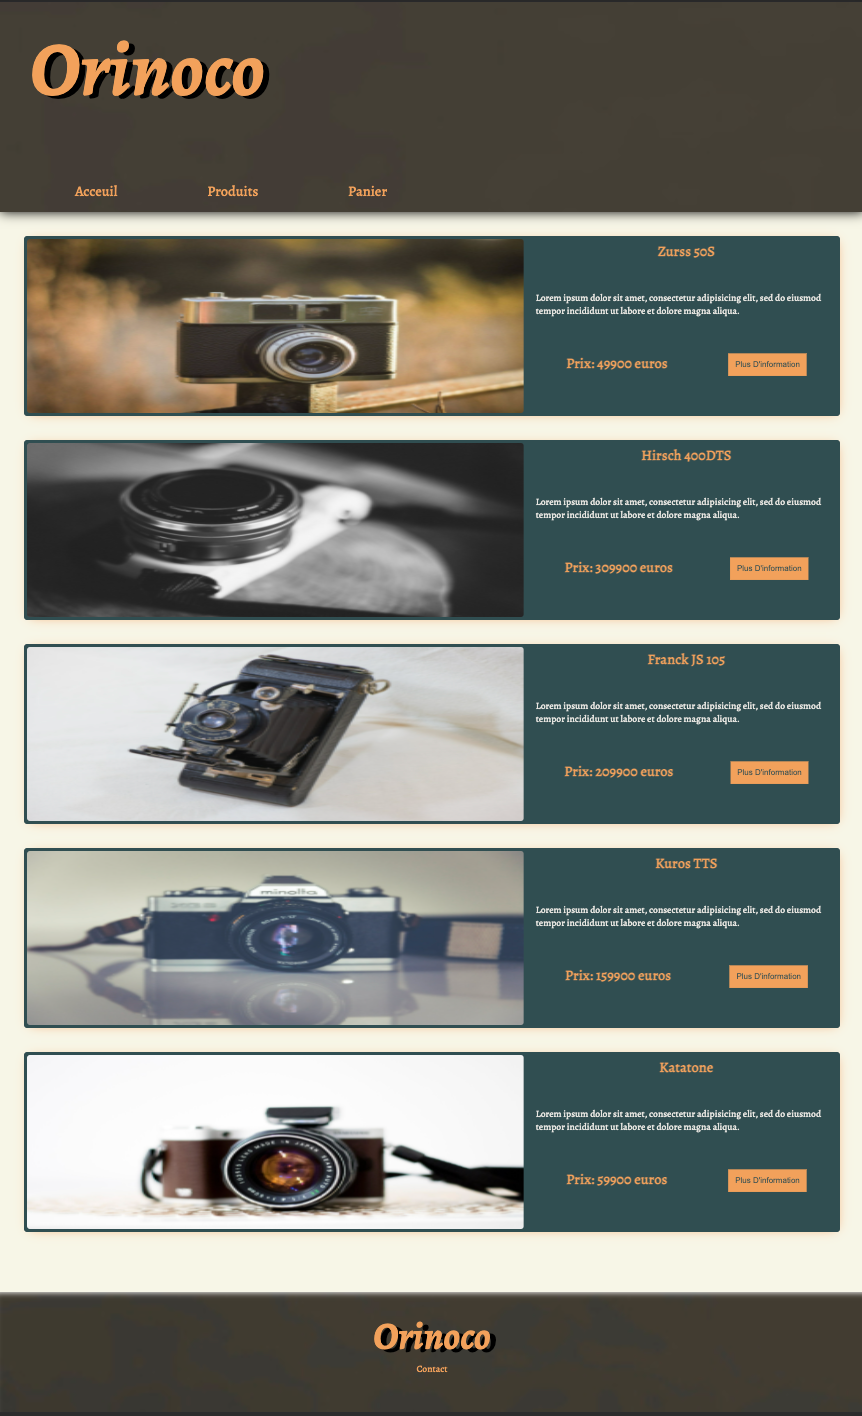 Orinoco
Acceuil Produits Panier
Zurss 50S
Lorem ipsum dolor sit amet, consectetur adipisicing elit, sed do eiusmod
tempor incididunt ut labore et dolore magna aliqua.
Prix: 49900 euros Plus D'information
Hirsch 400DTS
Lorem ipsum dolor sit amet, consectetur adipisicing elit, sed do eiusmod
tempor incididunt ut labore et dolore magna aliqua.
Prix: 309900 euros Plus D'information
Franck JS 105
Lorem ipsum dolor sit amet, consectetur adipisicing elit, sed do eiusmod
tempor incididunt ut labore et dolore magna aliqua.
Prix: 209900 euros Plus D'information
minolta
Kuros TTS
Lorem ipsum dolor sit amet, consectetur adipisicing elit, sed do eiusmod
tempor incididunt ut labore et dolore magna aliqua.
Prix: 159900 euros Plus D'information
Katatone
Lorem ipsum dolor sit amet, consectetur adipisicing elit, sed do eiusmod
tempor incididunt ut labore et dolore magna aliqua.
Prix: 59900 euros Plus D'information
Orinoco
Contact